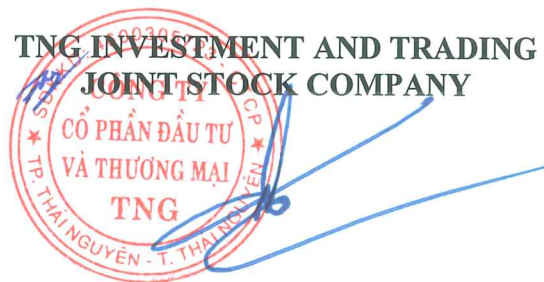 TNG INVESTMENT AND TRADING
JOINT STOCK COMPANY
CÔNG TY
CỔ PHẦN ĐẦU TƯ
VÀ THƯƠNG MẠI
TNG
TP. THÁI NGUYÊN - T. THÁI NGUYÊN